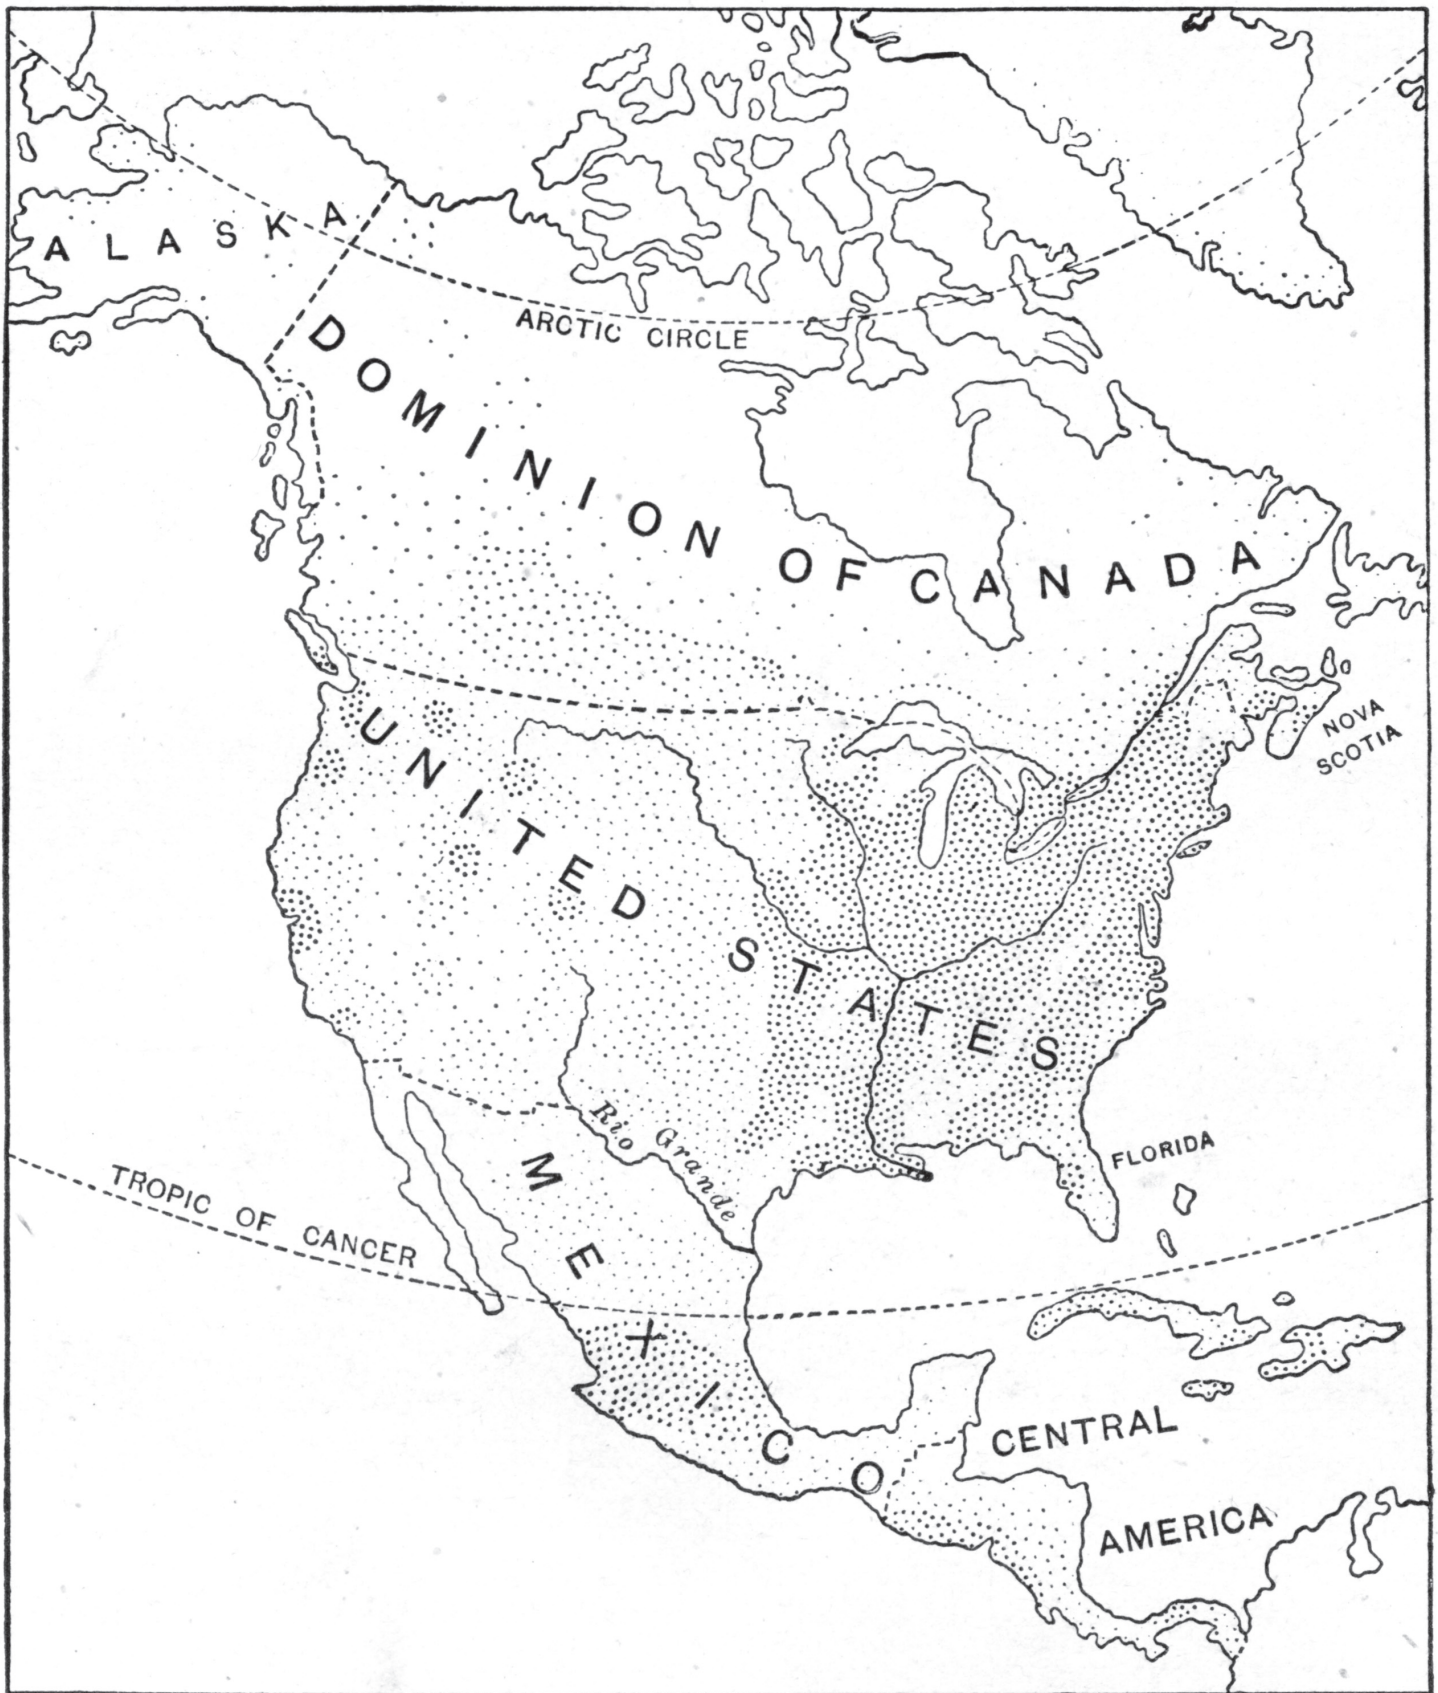 ALASKA
ARCTIC CIRCLE
DOMINION OF CANADA
NOVA
SCOTIA
UNITED STATES
Rio Grande
FLORIDA
MEXICO
TROPIC OF CANCER
CENTRAL
AMERICA